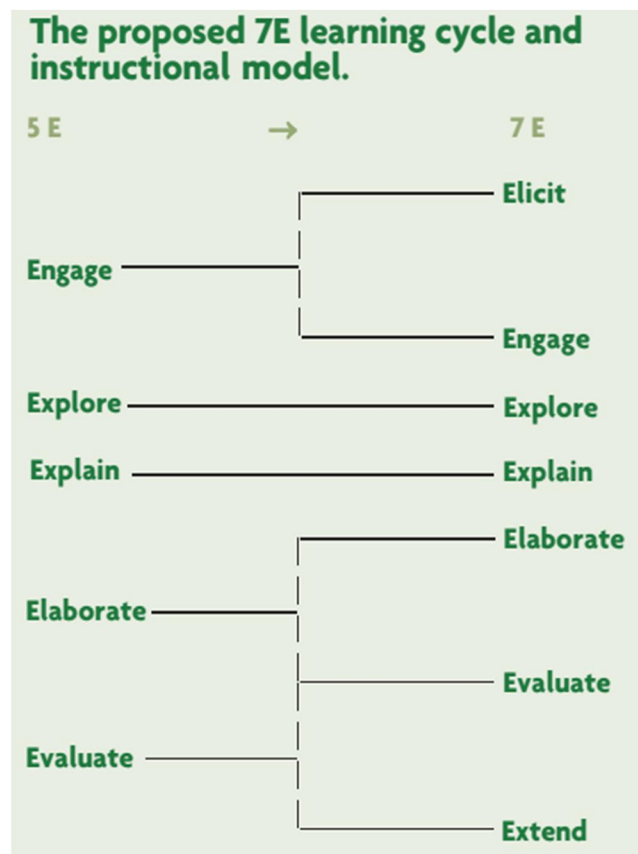 The proposed 7E learning cycle and
instructional model.
5 E → 7 E
Elicit
Engage
Engage
Explore Explore
Explain Explain
Elaborate
Elaborate
Evaluate
Evaluate
Extend